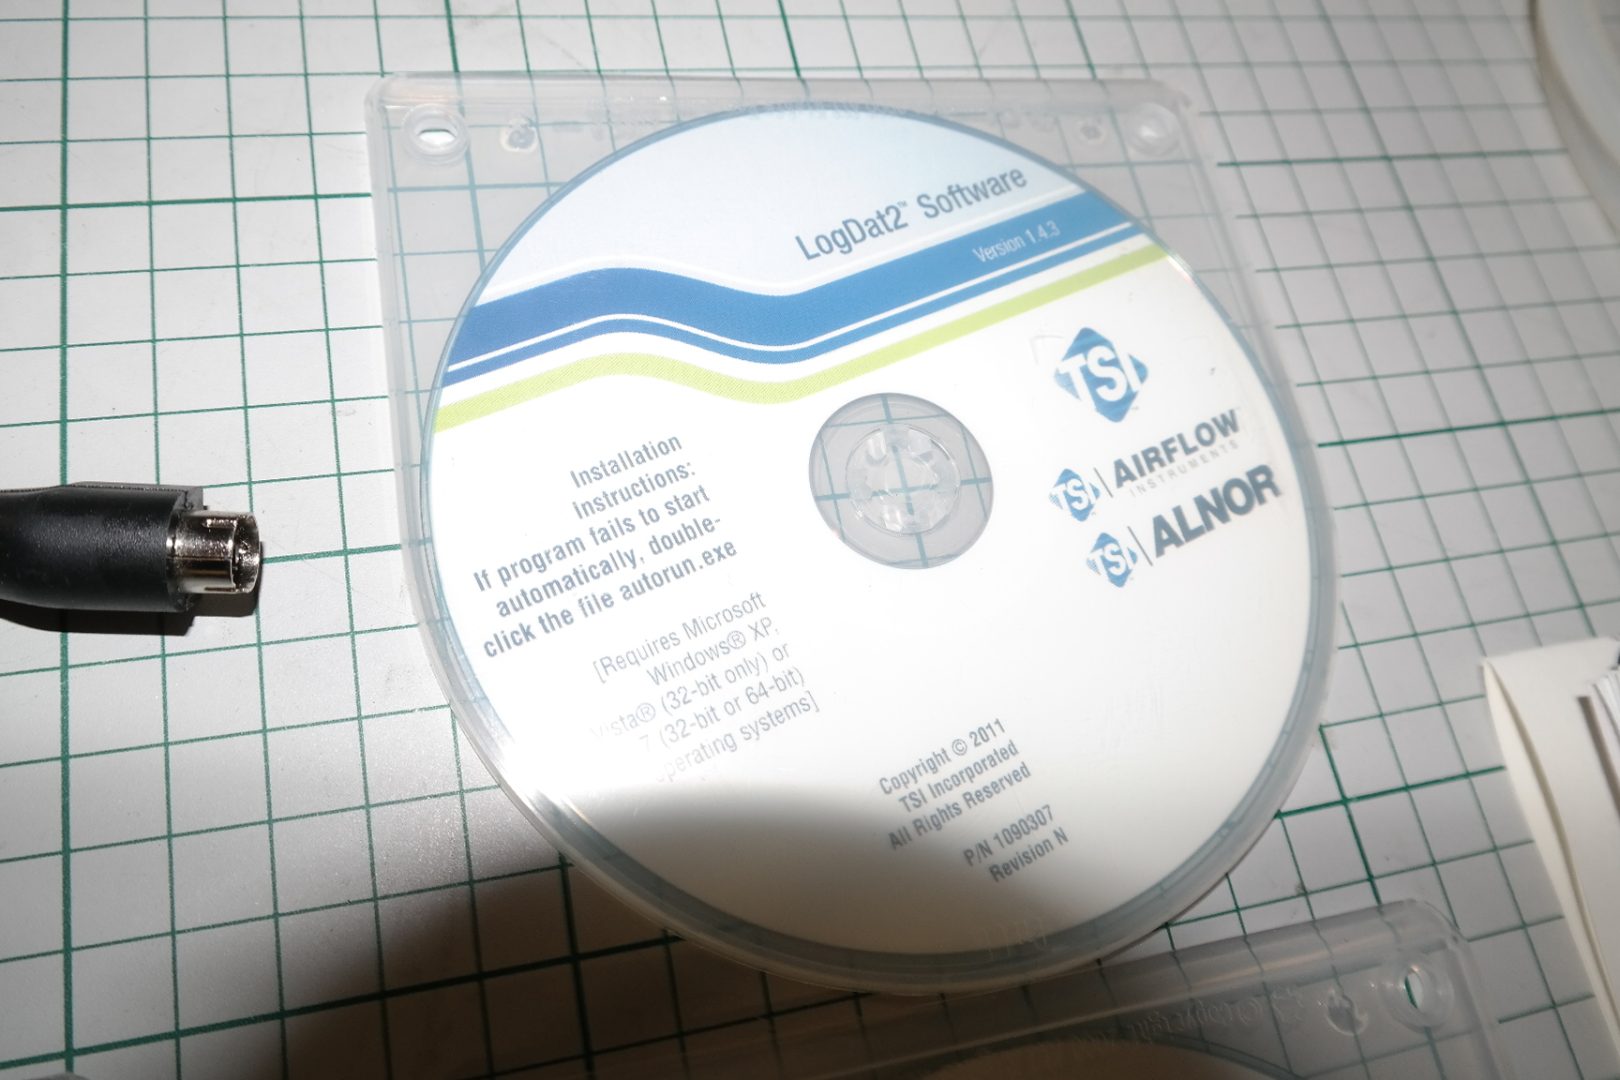 LogDat2™ Software
Version 1.4.3
TSI
TSI AIRFLOW™
INSTRUMENTS
TSI ALNOR
Installation
Instructions:
If program fails to start
automatically, double-
click the file autorun.exe
[Requires Microsoft
Windows® XP,
Vista® (32-bit only) or
7 (32-bit or 64-bit)
operating systems]
Copyright © 2011
TSI Incorporated
All Rights Reserved
P/N 1090307
Revision N